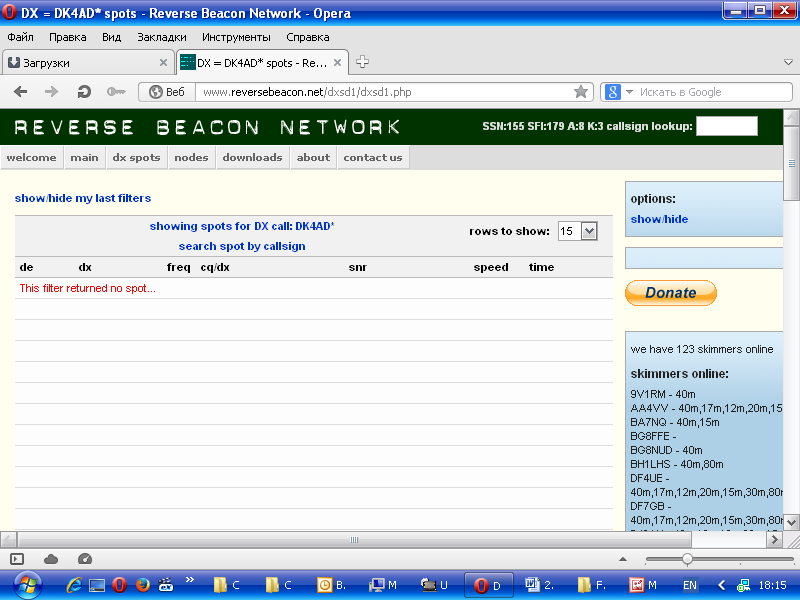 DX = DK4AD* spots - Reverse Beacon Network - Opera
Файл Правка Вид Закладки Инструменты Справка
Загрузки DX = DK4AD* spots - Re...
Веб www.reversebeacon.net/dxsd1/dxsd1.php Искать в Google
REVERSE BEACON NETWORK SSN:155 SFI:179 A:8 K:3 callsign lookup:
welcome main dx spots nodes downloads about contact us
show/hide my last filters
showing spots for DX call: DK4AD*
search spot by callsign
rows to show: 15
de dx freq cq/dx snr speed time
This filter returned no spot...
options:
show/hide
Donate
we have 123 skimmers online
skimmers online:
9V1RM - 40m
AA4VV - 40m,17m,12m,20m,15
BA7NQ - 40m,15m
BG8FFE -
BG8NUD - 40m
BH1LHS - 40m,80m
DF4UE -
40m,17m,12m,20m,15m,30m,80m
DF7GB -
40m,17m,12m,20m,15m,30m,80m
C C B. M U D 2. F. M EN 18:15